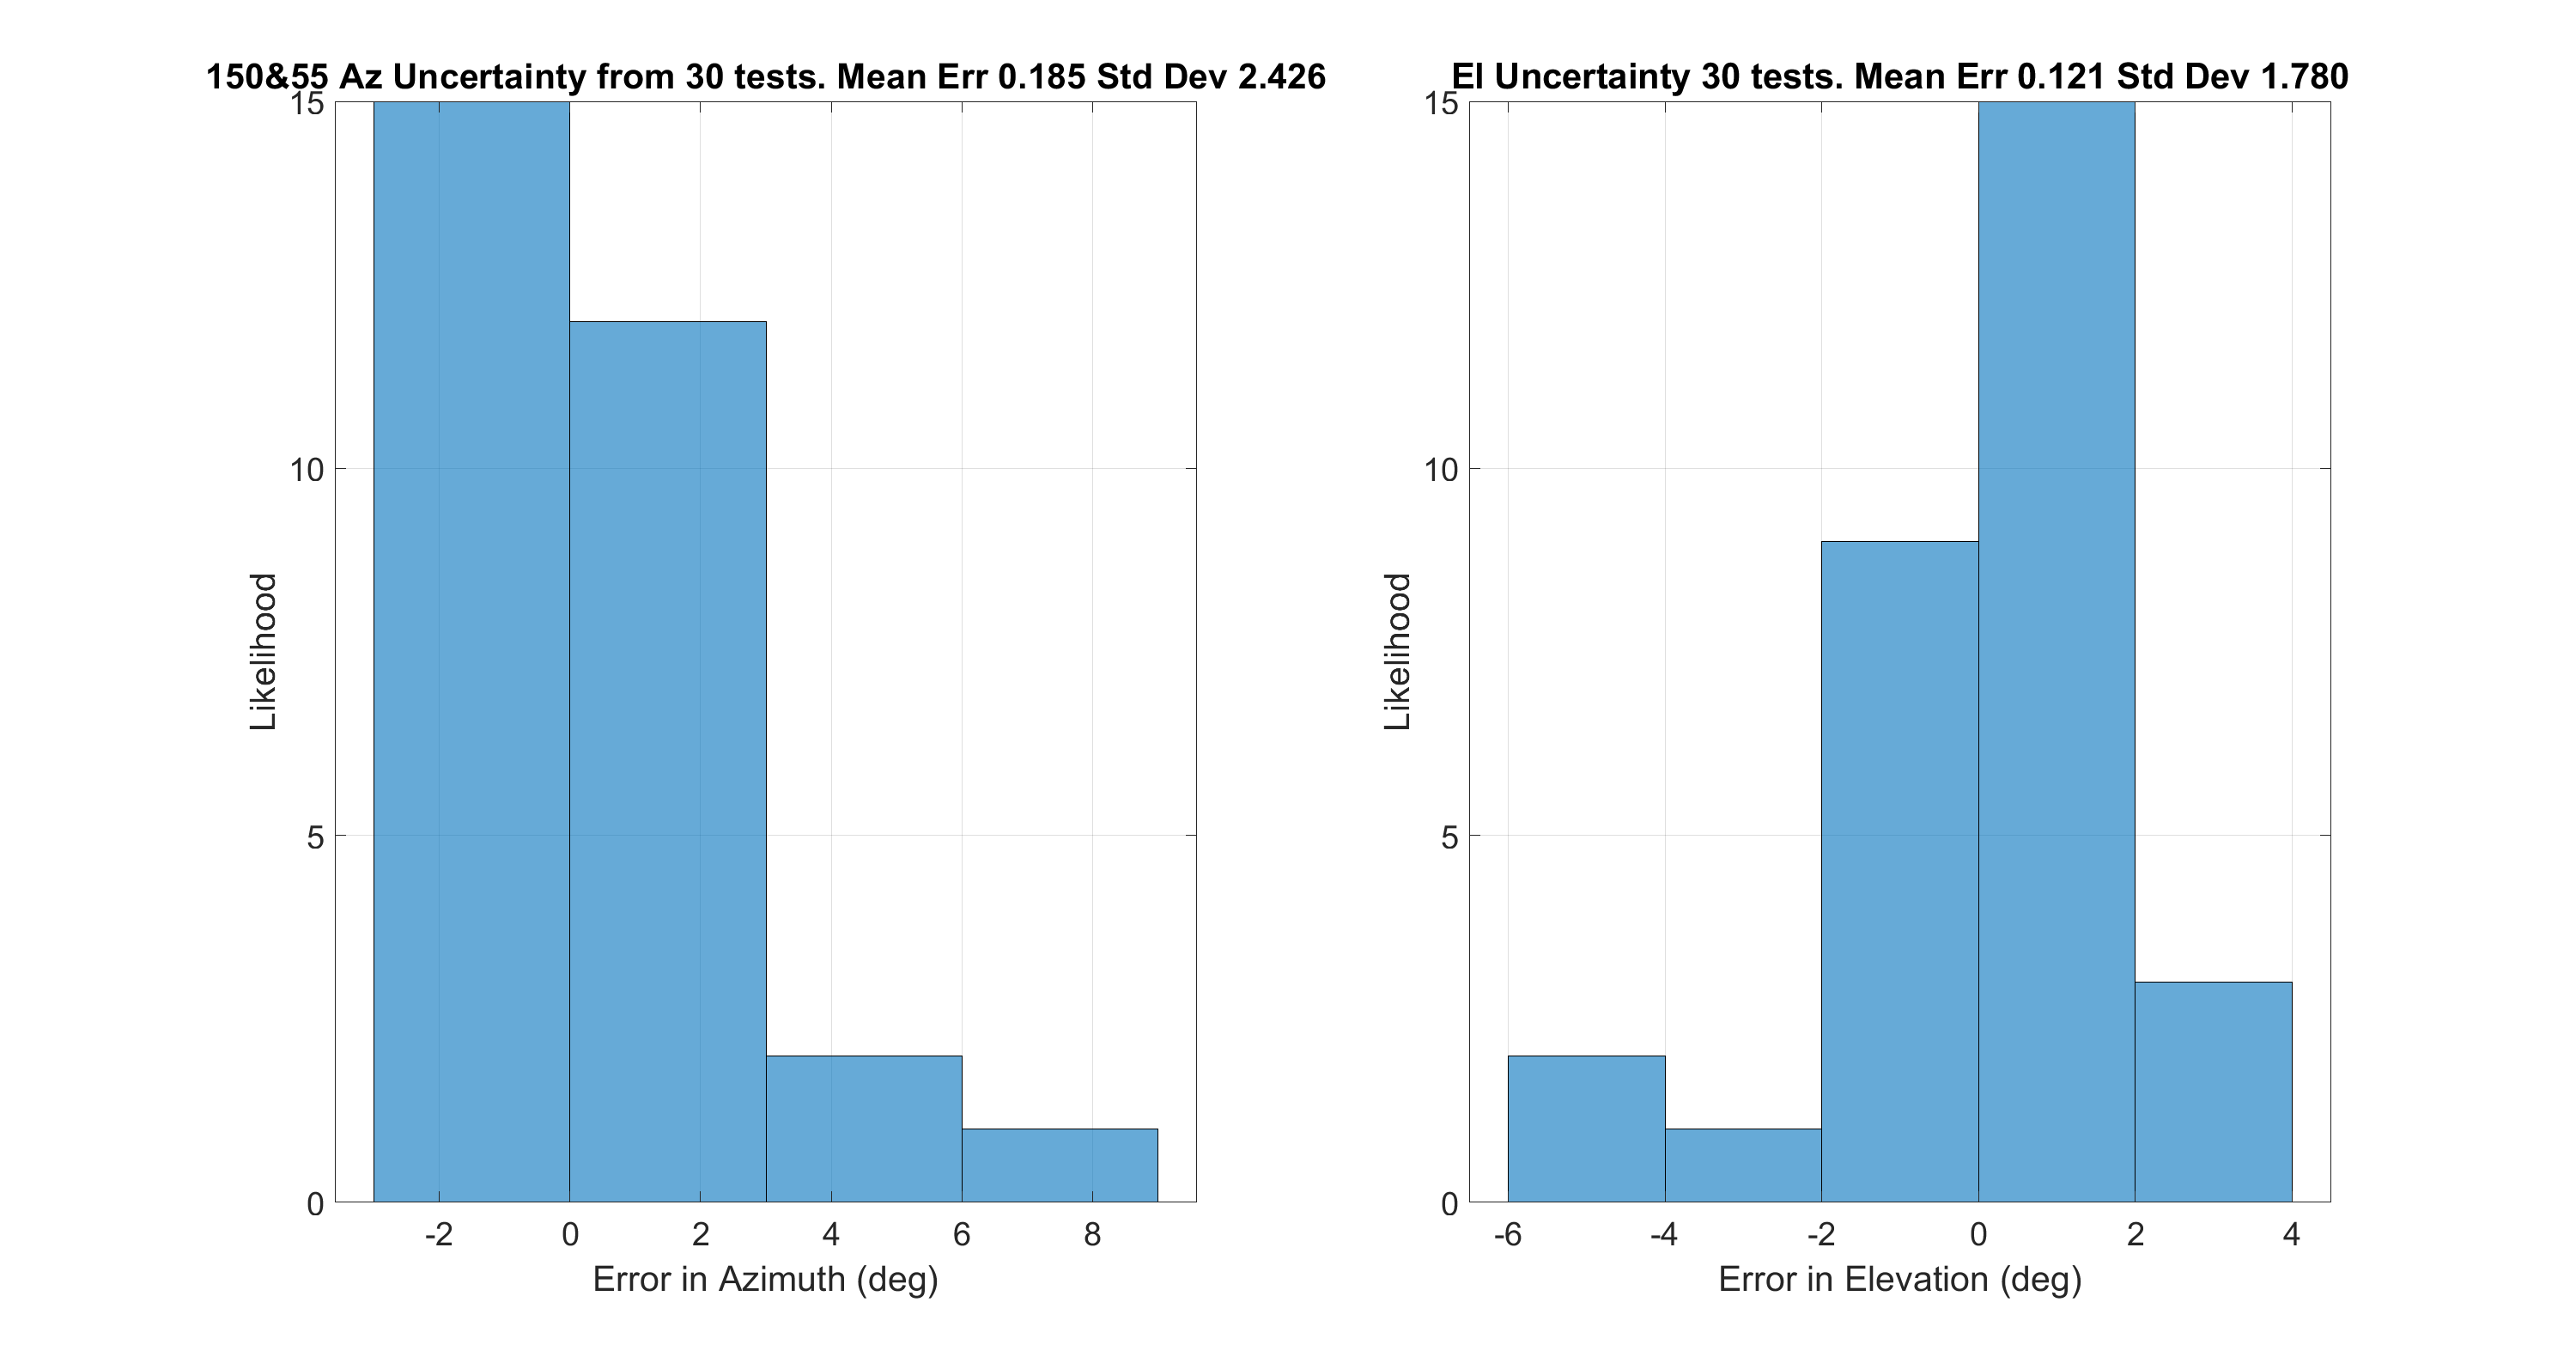 150&55 Az Uncertainty from 30 tests. Mean Err 0.185 Std Dev 2.426
15
10
5
0
Likelihood
-2 0 2 4 6 8
Error in Azimuth (deg)
El Uncertainty 30 tests. Mean Err 0.121 Std Dev 1.780
15
10
5
0
Likelihood
-6 -4 -2 0 2 4
Error in Elevation (deg)